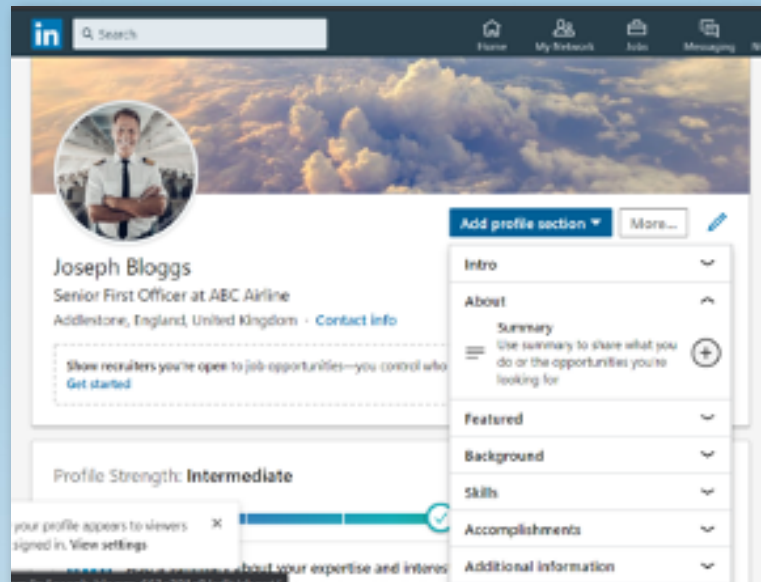 in
Search
Home
My Network
Jobs
Messaging
Add profile section
More...
Joseph Bloggs
Senior First Officer at ABC Airline
Addlestone, England, United Kingdom · Contact info
Show recruiters you're open to job opportunities—you control who
Get started
Intro
About
Summary
Use summary to share what you
do or the opportunities you're
looking for
Featured
Background
Skills
Accomplishments
Additional information
Profile Strength: Intermediate
your profile appears to viewers
signed in. View settings
about your expertise and interes